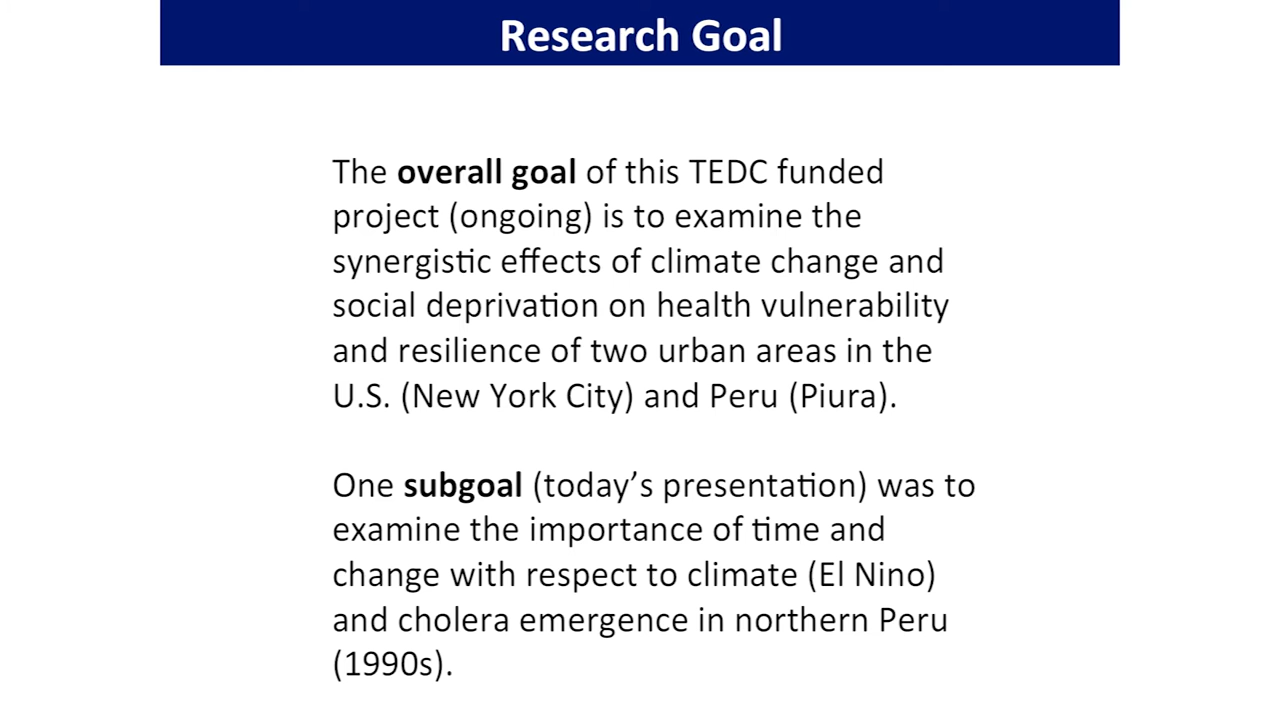 Research Goal
The overall goal of this TEDC funded
project (ongoing) is to examine the
synergistic effects of climate change and
social deprivation on health vulnerability
and resilience of two urban areas in the
U.S. (New York City) and Peru (Piura).
One subgoal (today’s presentation) was to
examine the importance of time and
change with respect to climate (El Nino)
and cholera emergence in northern Peru
(1990s).